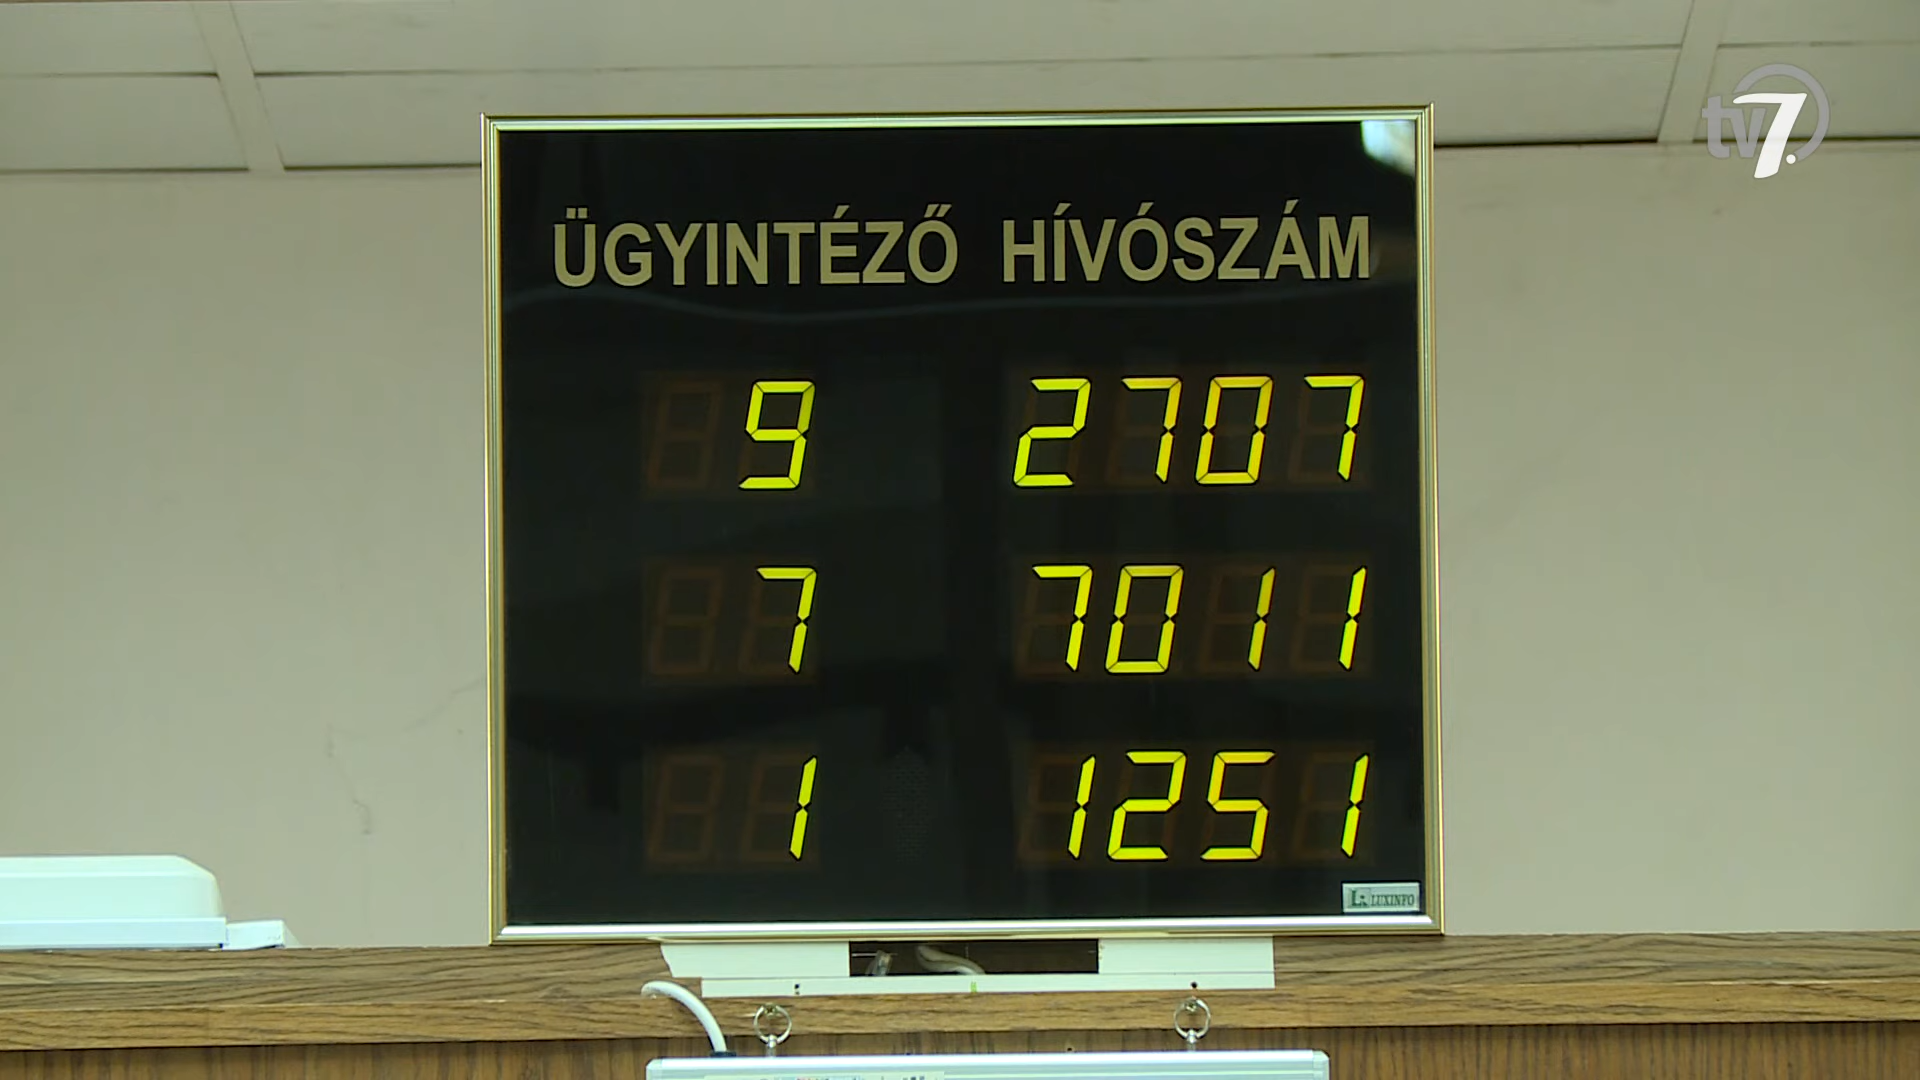 tv7.
ÜGYINTÉZŐ HÍVÓSZÁM
9 2707
7 7011
1 1251
LUXINFO